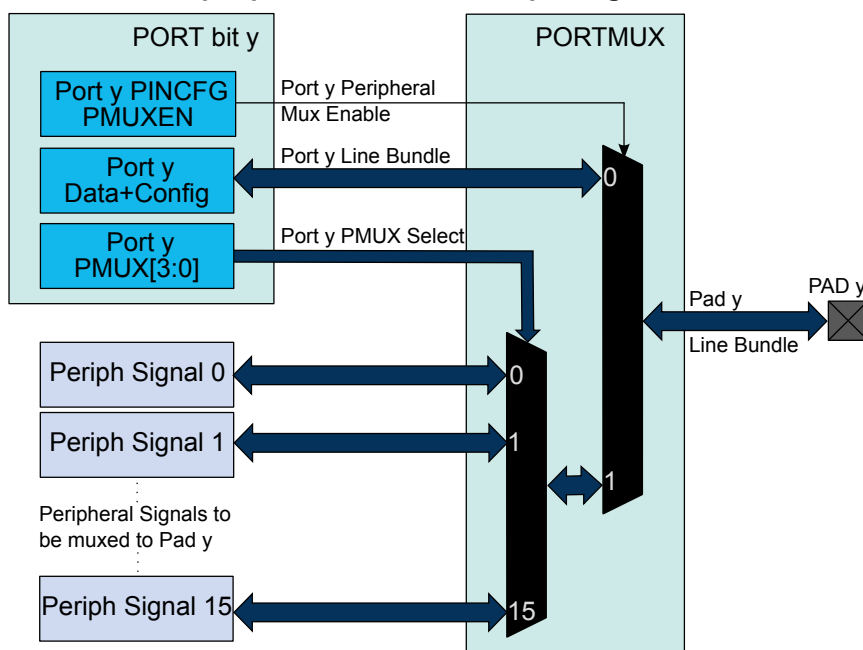 PORT bit y
PORTMUX
Port y PINCFG
PMUXEN
Port y Peripheral
Mux Enable
Port y
Data+Config
Port y Line Bundle
0
Port y
PMUX[3:0]
Port y PMUX Select
Pad y
Line Bundle
PAD y
Periph Signal 0
0
Periph Signal 1
1
1
Peripheral Signals to
be muxed to Pad y
Periph Signal 15
15